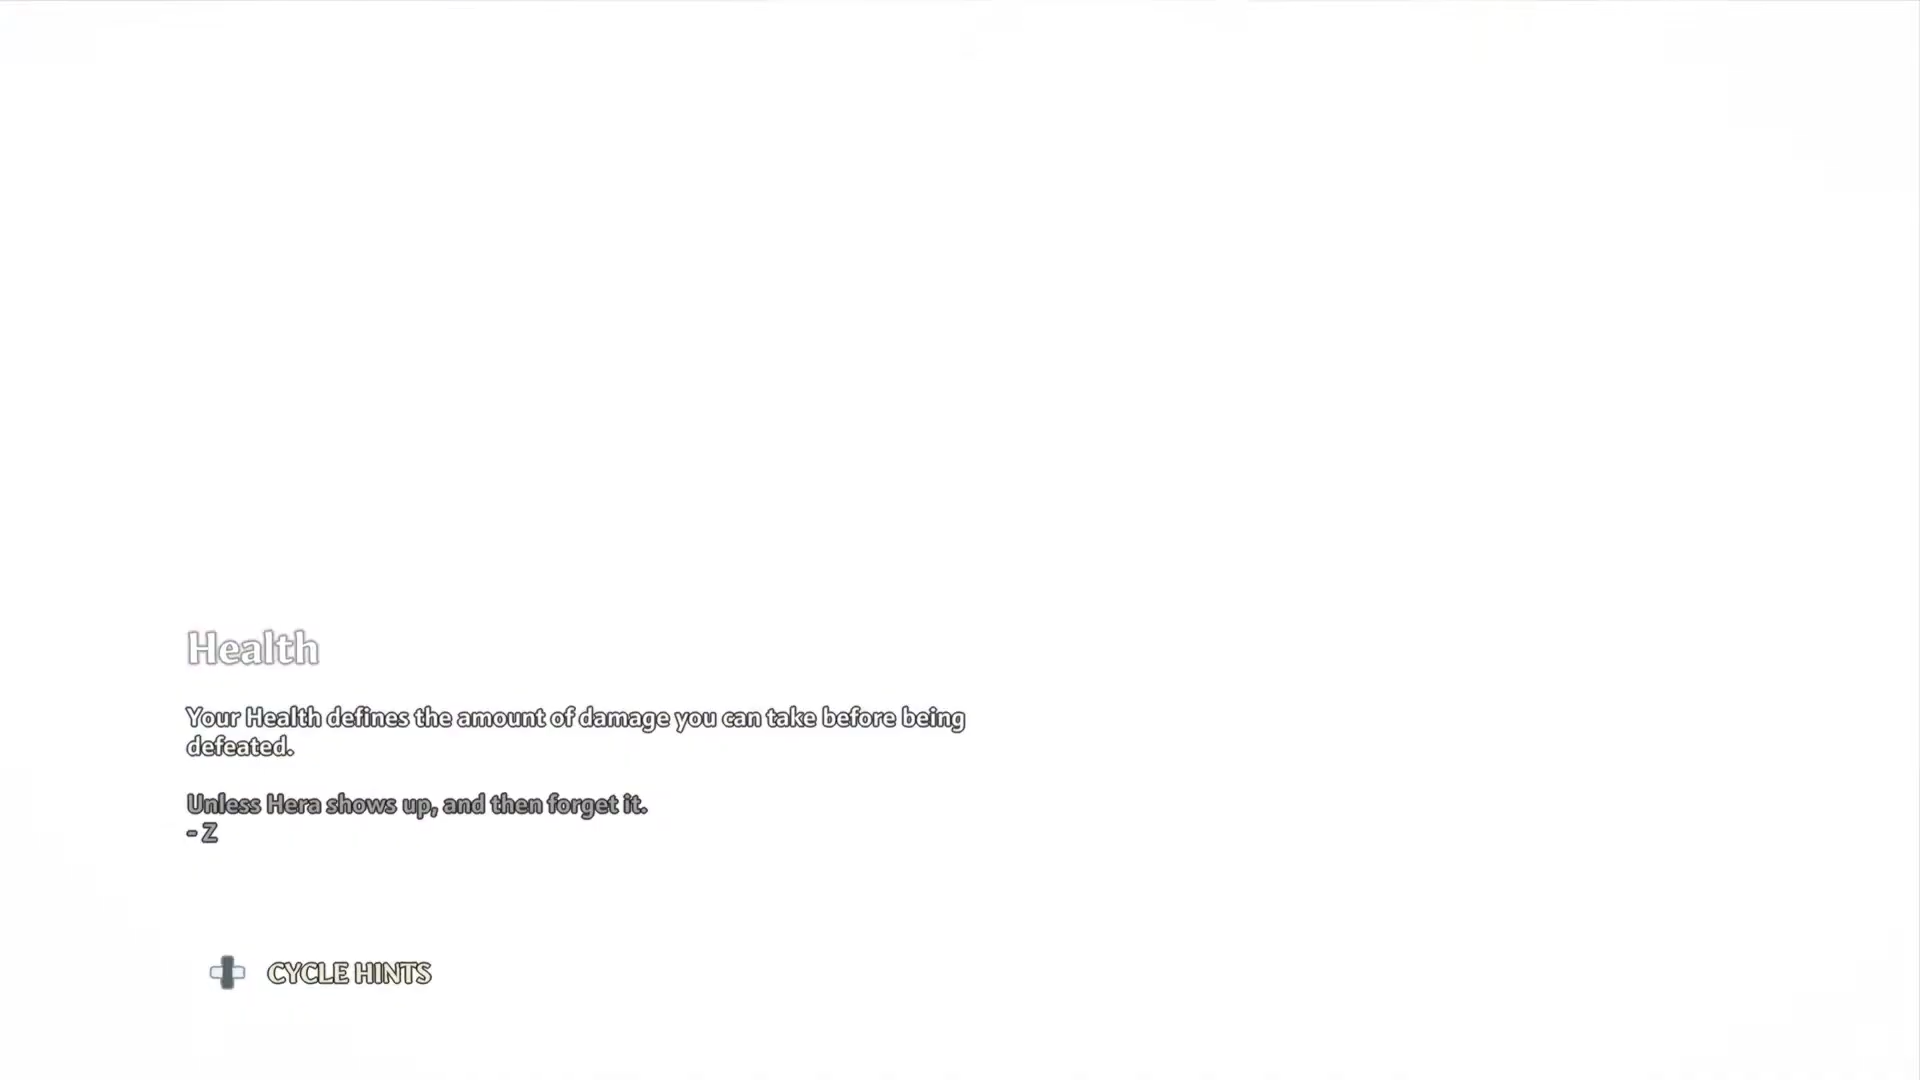 Health
Your Health defines the amount of damage you can take before being
defeated.
Unless Hera shows up, and then forget it.
- Z
CYCLE HINTS